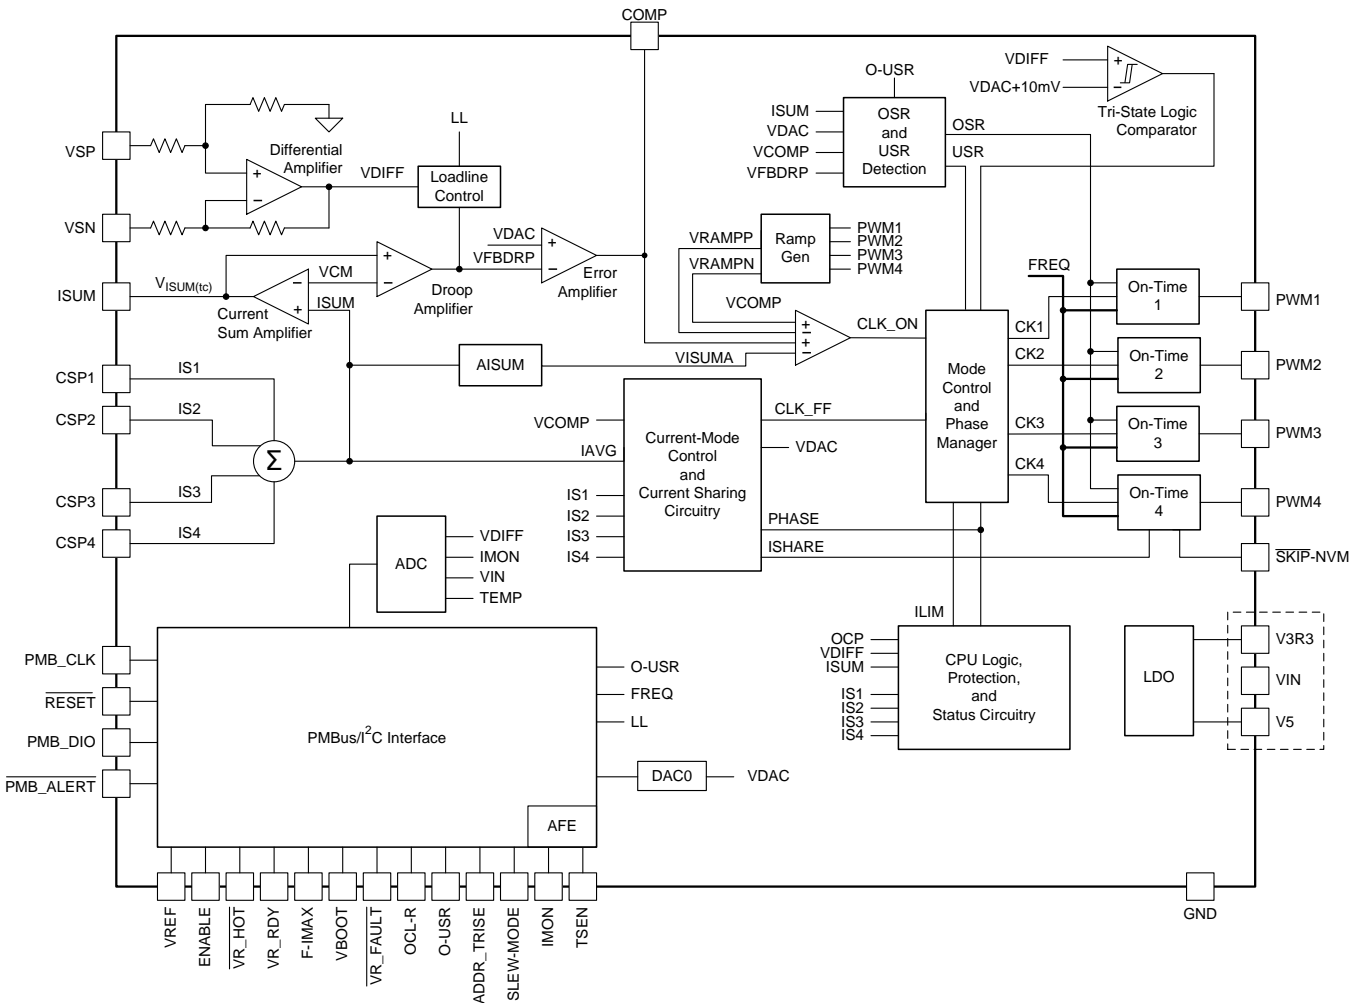 COMP
VDIFF
VDAC+10mV
Tri-State Logic
Comparator
O-USR
ISUM
VDAC
VCOMP
VFBDRP
OSR
and
USR
Detection
OSR
USR
VSP
Differential
Amplifier
VDIFF
LL
Loadline
Control
VSN
VDAC
VFBDRP
Error
Amplifier
VRAMPP
VRAMPN
Ramp
Gen
PWM1
PWM2
PWM3
PWM4
ISUM
VISUM(tc)
VCM
ISUM
Current
Sum Amplifier
Droop
Amplifier
VCOMP
CLK_ON
VISUMA
AISUM
FREQ
On-Time
1
PWM1
CK1
CK2
On-Time
2
PWM2
Mode
Control
and
Phase
Manager
CK3
On-Time
3
PWM3
CK4
On-Time
4
PWM4
SKIP-NVM
CSP1
IS1
CSP2
IS2
Σ
CSP3
IS3
CSP4
IS4
VCOMP
IAVG
IS1
IS2
IS3
IS4
Current-Mode
Control
and
Current Sharing
Circuitry
CLK_FF
VDAC
PHASE
ISHARE
ADC
VDIFF
IMON
VIN
TEMP
ILIM
OCP
VDIFF
ISUM
IS1
IS2
IS3
IS4
CPU Logic,
Protection,
and
Status Circuitry
LDO
V3R3
VIN
V5
PMB_CLK
RESET
PMB_DIO
PMB_ALERT
PMBus/I2C Interface
O-USR
FREQ
LL
DAC0
VDAC
AFE
VREF
ENABLE
VR_HOT
VR_RDY
F-IMAX
VBOOT
VR_FAULT
OCL-R
O-USR
ADDR_TRISE
SLEW-MODE
IMON
TSEN
GND